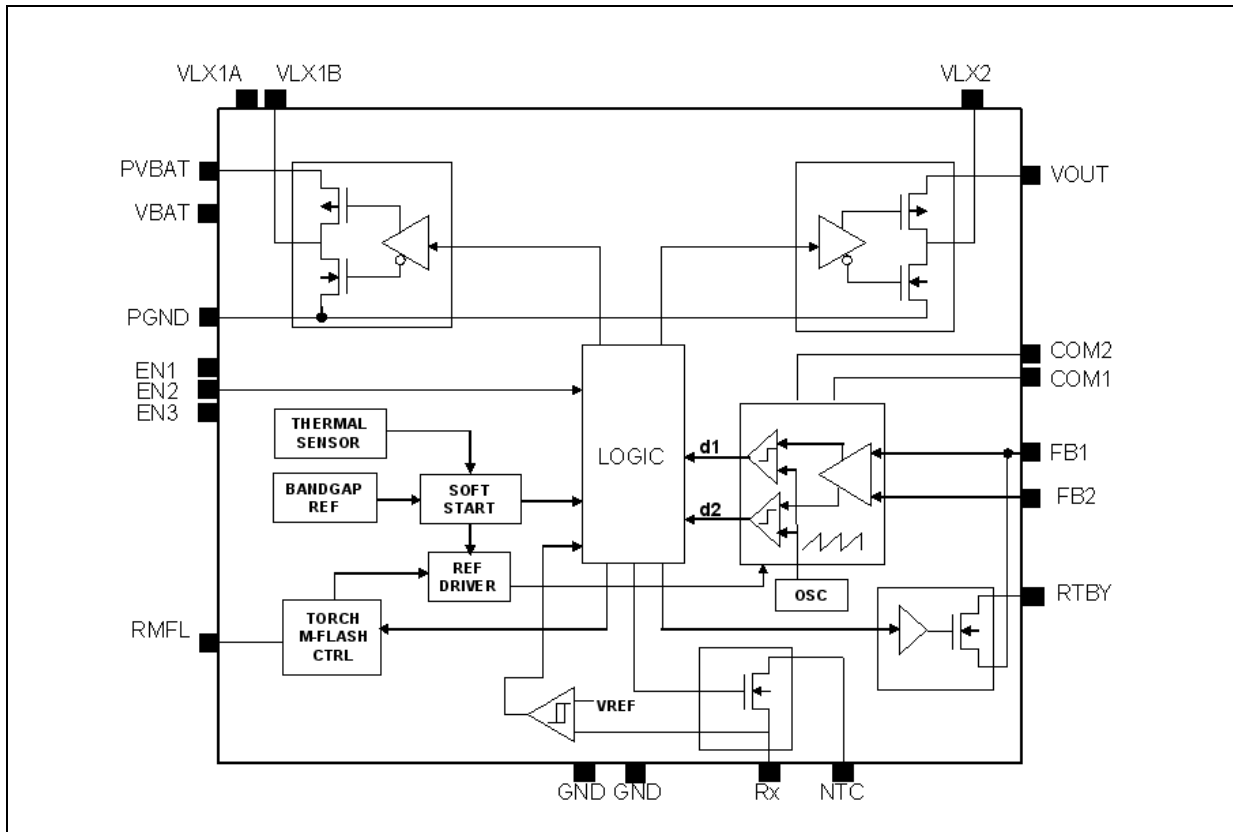 VLX1A
VLX1B
VLX2
PVBAT
VOUT
VBAT
PGND
COM2
EN1
COM1
EN2
EN3
THERMAL
SENSOR
LOGIC
d1
FB1
BANDGAP
REF
SOFT
START
FB2
d2
REF
DRIVER
OSC
RTBY
TORCH
M-FLASH
CTRL
RMFL
VREF
GND
GND
Rx
NTC